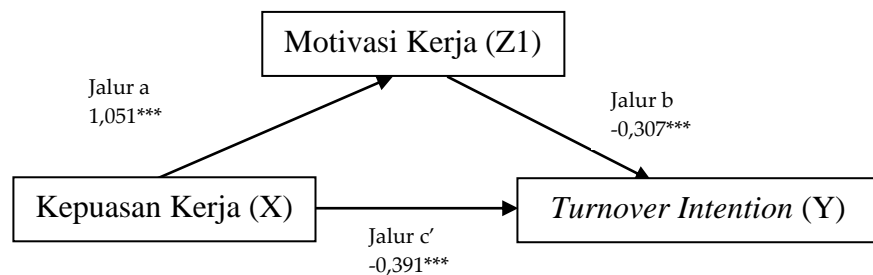 Motivasi Kerja (Z1)
Jalur a
1,051***
Jalur b
-0,307***
Kepuasan Kerja (X)
Turnover Intention (Y)
Jalur c’
-0,391***